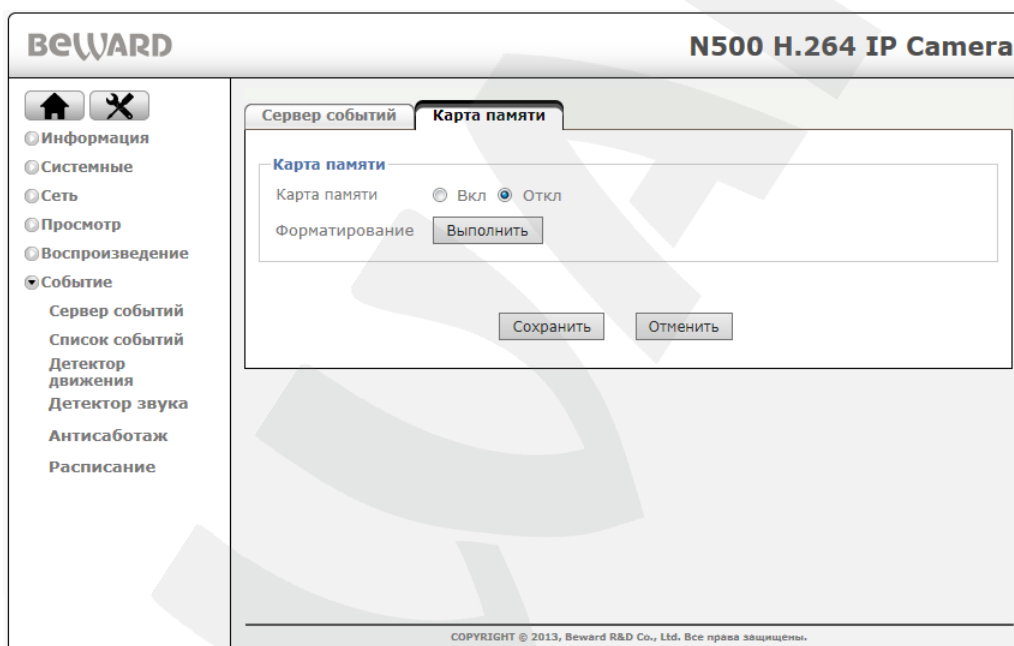 BEWARD
N500 H.264 IP Camera
Информация
Системные
Сеть
Просмотр
Воспроизведение
Событие
Сервер событий
Список событий
Детектор
движения
Детектор звука
Антисаботаж
Расписание
Сервер событий Карта памяти
Карта памяти
Карта памяти Вкл Откл
Форматирование Выполнить
Сохранить Отменить
COPYRIGHT © 2013, Beward R&D Co., Ltd. Все права защищены.